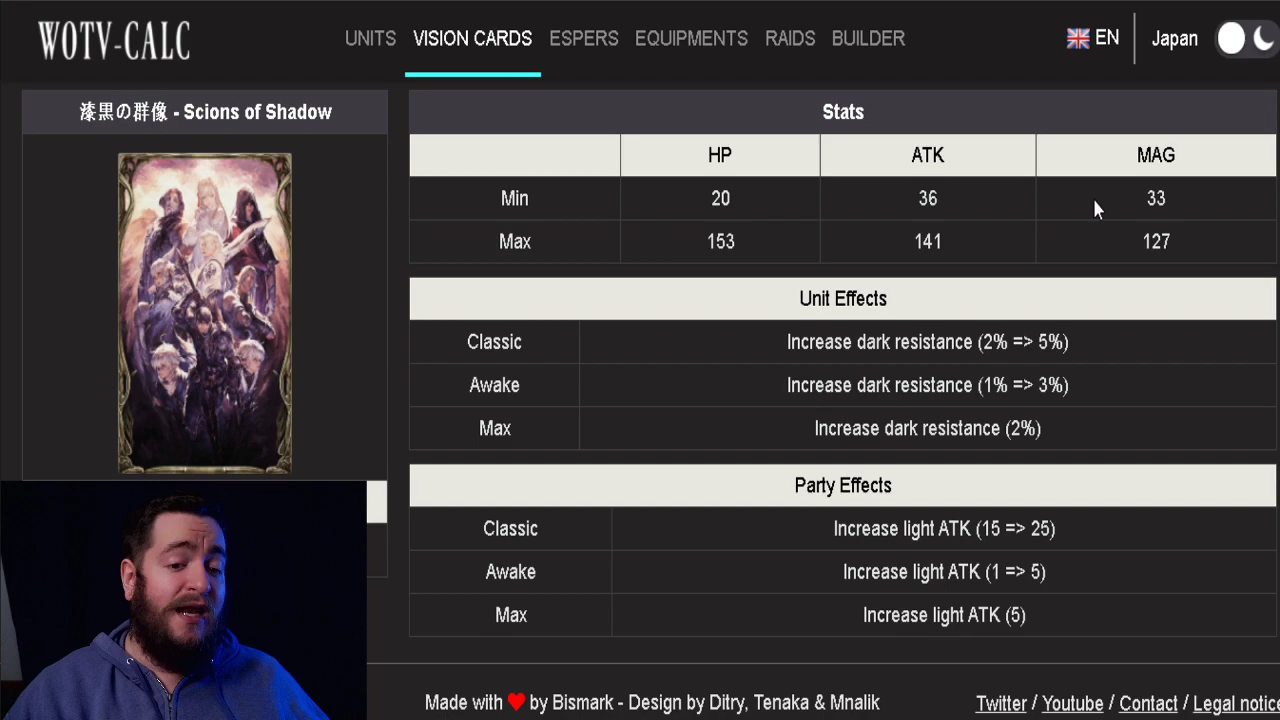 WOTV-CALC
UNITS VISION CARDS ESPERS EQUIPMENTS RAIDS BUILDER
EN
Japan
漆黒の群像 - Scions of Shadow
Stats
HP ATK MAG
Min 20 36 33
Max 153 141 127
Unit Effects
Classic Increase dark resistance (2% => 5%)
Awake Increase dark resistance (1% => 3%)
Max Increase dark resistance (2%)
Party Effects
Classic Increase light ATK (15 => 25)
Awake Increase light ATK (1 => 5)
Max Increase light ATK (5)
Made with ❤ by Bismark - Design by Ditry, Tenaka & Mnalik
Twitter / Youtube / Contact / Legal notic